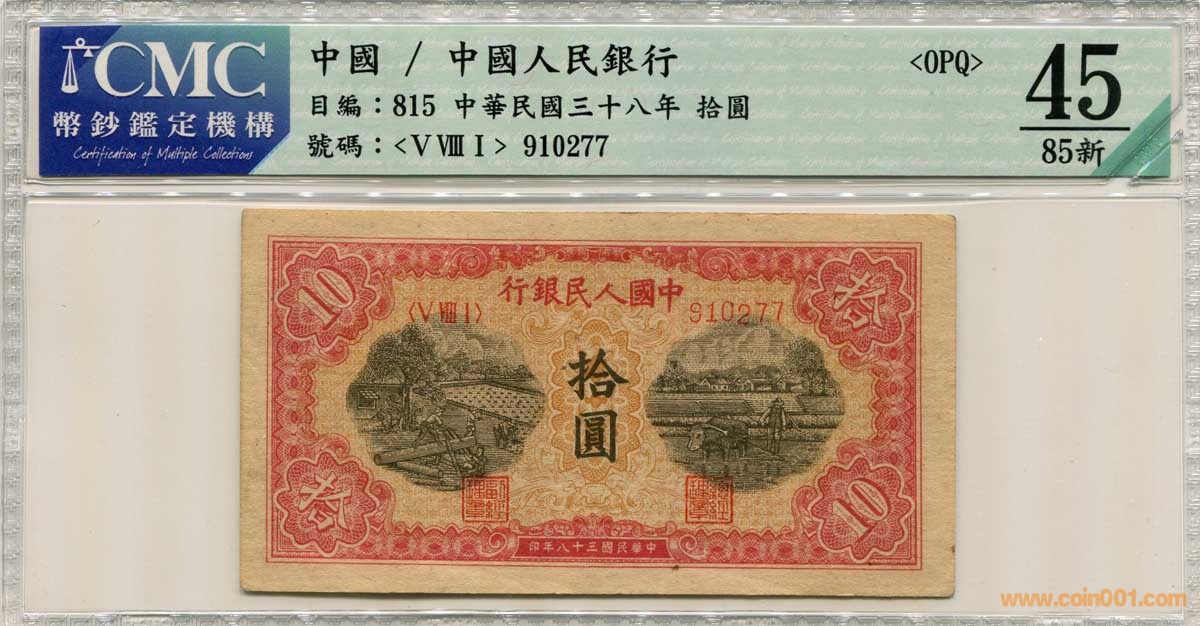 CMC
幣鈔鑑定機構
Certification of Multiple Collections
中國 / 中國人民銀行
目編：815 中華民國三十八年 拾圓
號碼：<V Ⅷ I> 910277
<OPQ>
45
85新
行銀民人國中
<V Ⅷ I>
910277
10
拾
拾圓
拾
10
印年八十三國民華中
www.coin001.com